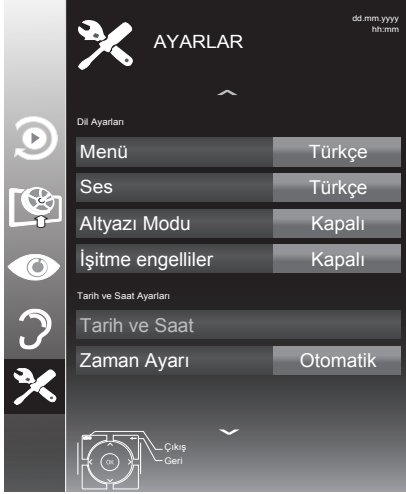 AYARLAR
dd.mm.yyyy
hh:mm
Dil Ayarları
Menü Türkçe
Ses Türkçe
Altyazı Modu Kapalı
İşitme engelliler Kapalı
Tarih ve Saat Ayarları
Tarih ve Saat
Zaman Ayarı Otomatik
Çıkış
Geri
OK